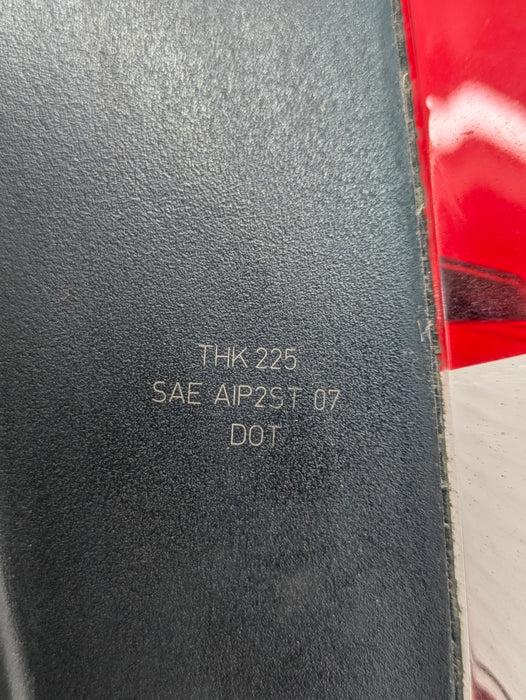 THK 225
SAE AIP2ST 07
DOT